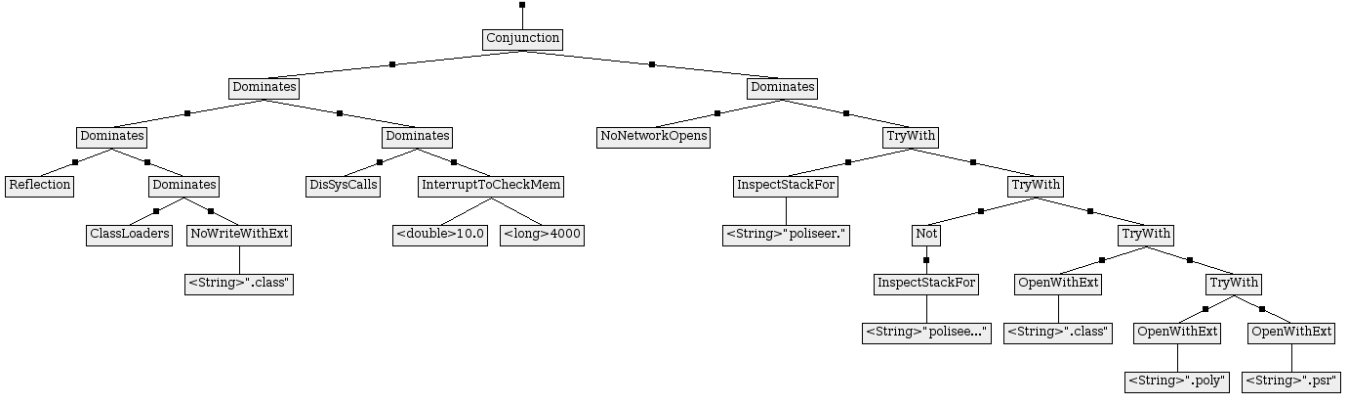 Conjunction
Dominates Dominates
Dominates Dominates NoNetworkOpens TryWith
Reflection Dominates DisSysCalls InterruptToCheckMem InspectStackFor TryWith
ClassLoaders NoWriteWithExt <double>10.0 <long>4000 <String>"poliseer." Not TryWith
<String>".class" InspectStackFor OpenWithExt TryWith
<String>"polisee..." <String>".class" OpenWithExt OpenWithExt
<String>".poly" <String>".psr"